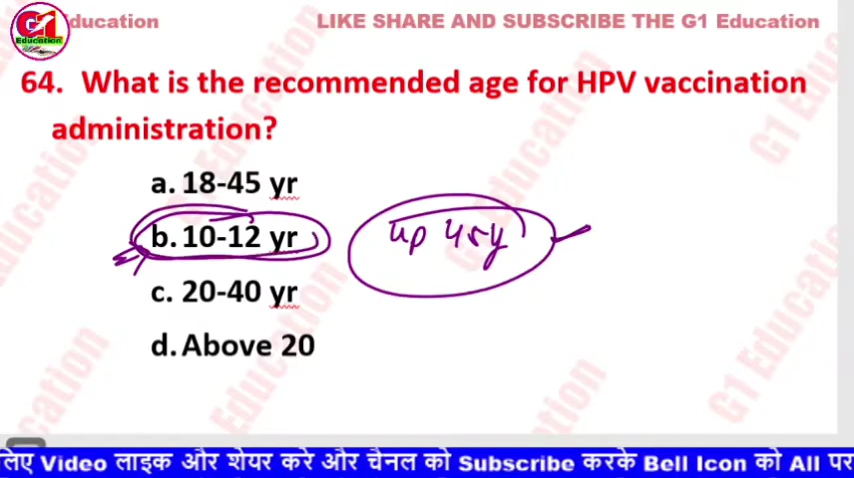 G1
Education
ducation
LIKE SHARE AND SUBSCRIBE THE G1 Education
64. What is the recommended age for HPV vaccination
administration?
a. 18-45 yr
b. 10-12 yr
up 45y
c. 20-40 yr
d. Above 20
लिए Video लाइक और शेयर करे और चैनल को Subscribe करके Bell Icon को All पर